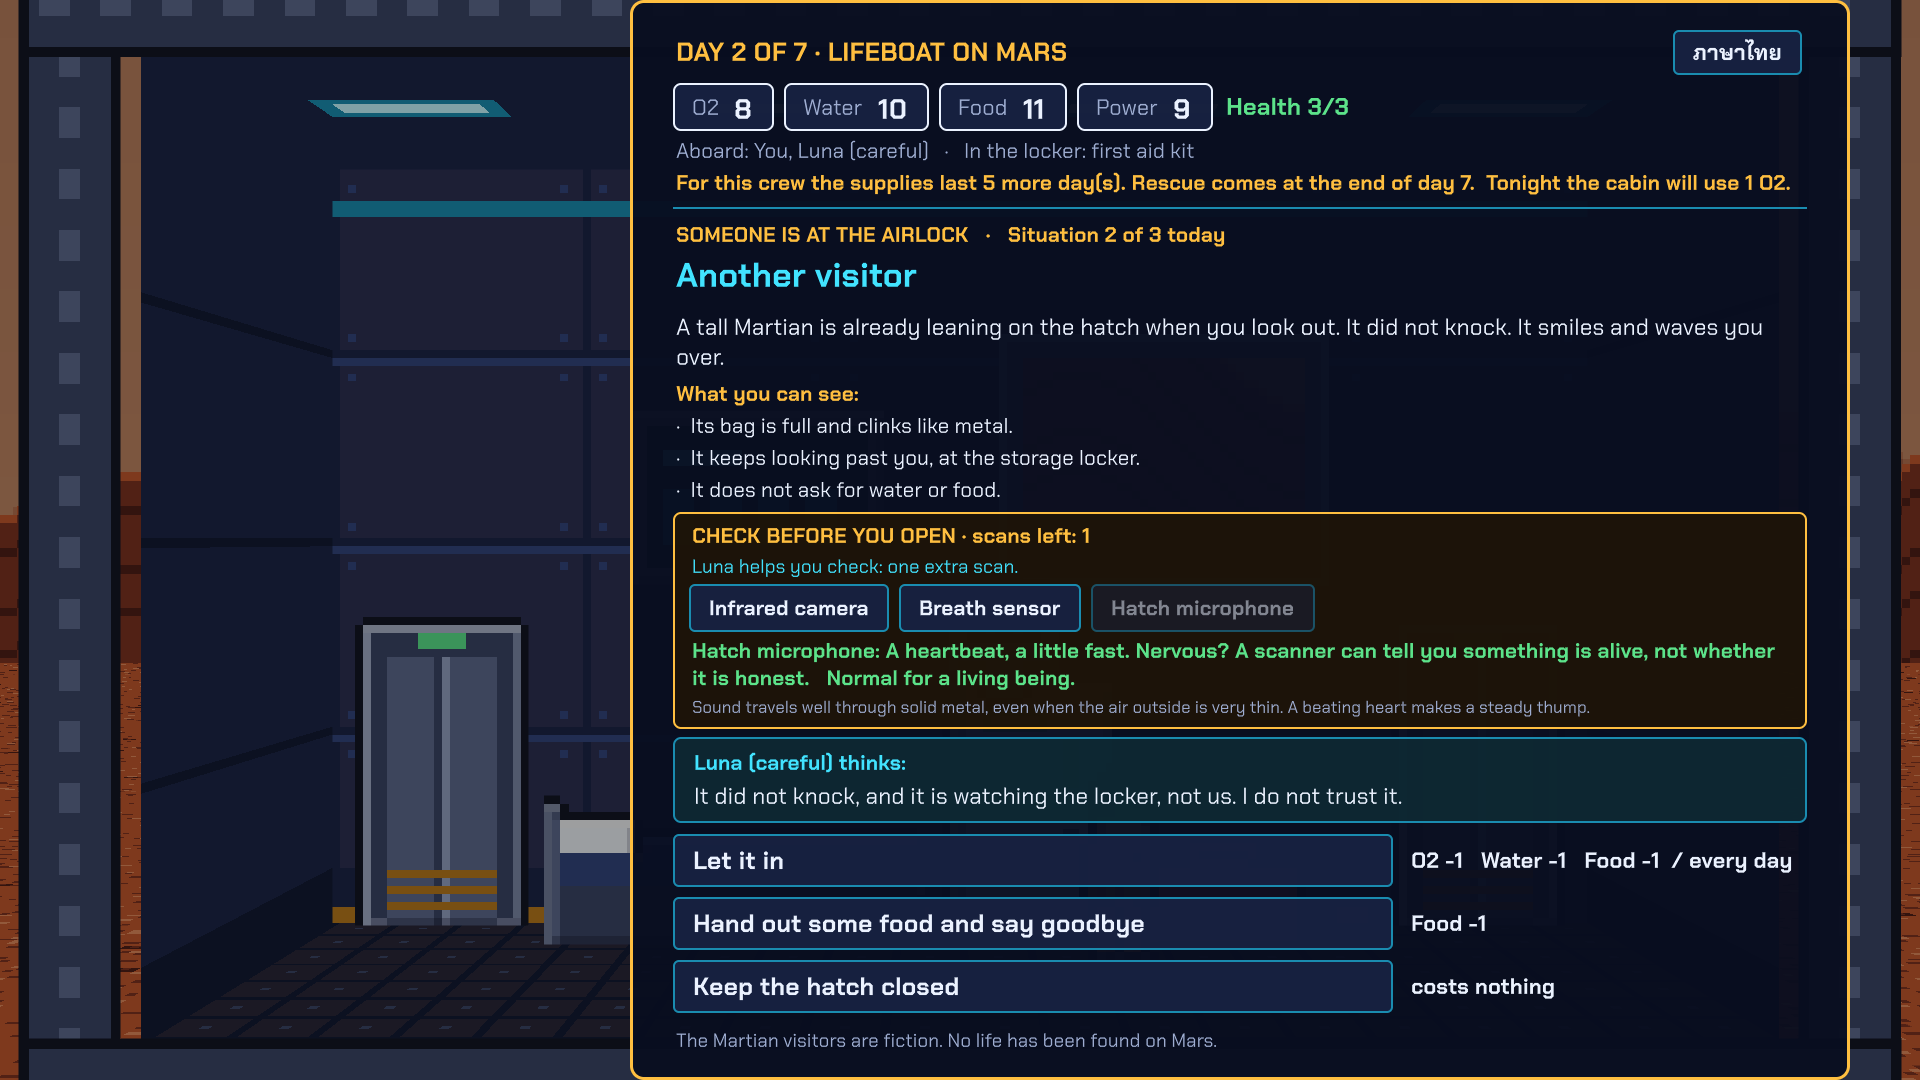 DAY 2 OF 7 · LIFEBOAT ON MARS
ภาษาไทย
O2 8
Water 10
Food 11
Power 9
Health 3/3
Aboard: You, Luna (careful) · In the locker: first aid kit
For this crew the supplies last 5 more day(s). Rescue comes at the end of day 7. Tonight the cabin will use 1 O2.
SOMEONE IS AT THE AIRLOCK · Situation 2 of 3 today
Another visitor
A tall Martian is already leaning on the hatch when you look out. It did not knock. It smiles and waves you
over.
What you can see:
· Its bag is full and clinks like metal.
· It keeps looking past you, at the storage locker.
· It does not ask for water or food.
CHECK BEFORE YOU OPEN · scans left: 1
Luna helps you check: one extra scan.
Infrared camera
Breath sensor
Hatch microphone
Hatch microphone: A heartbeat, a little fast. Nervous? A scanner can tell you something is alive, not whether
it is honest. Normal for a living being.
Sound travels well through solid metal, even when the air outside is very thin. A beating heart makes a steady thump.
Luna (careful) thinks:
It did not knock, and it is watching the locker, not us. I do not trust it.
Let it in
O2 -1 Water -1 Food -1 / every day
Hand out some food and say goodbye
Food -1
Keep the hatch closed
costs nothing
The Martian visitors are fiction. No life has been found on Mars.